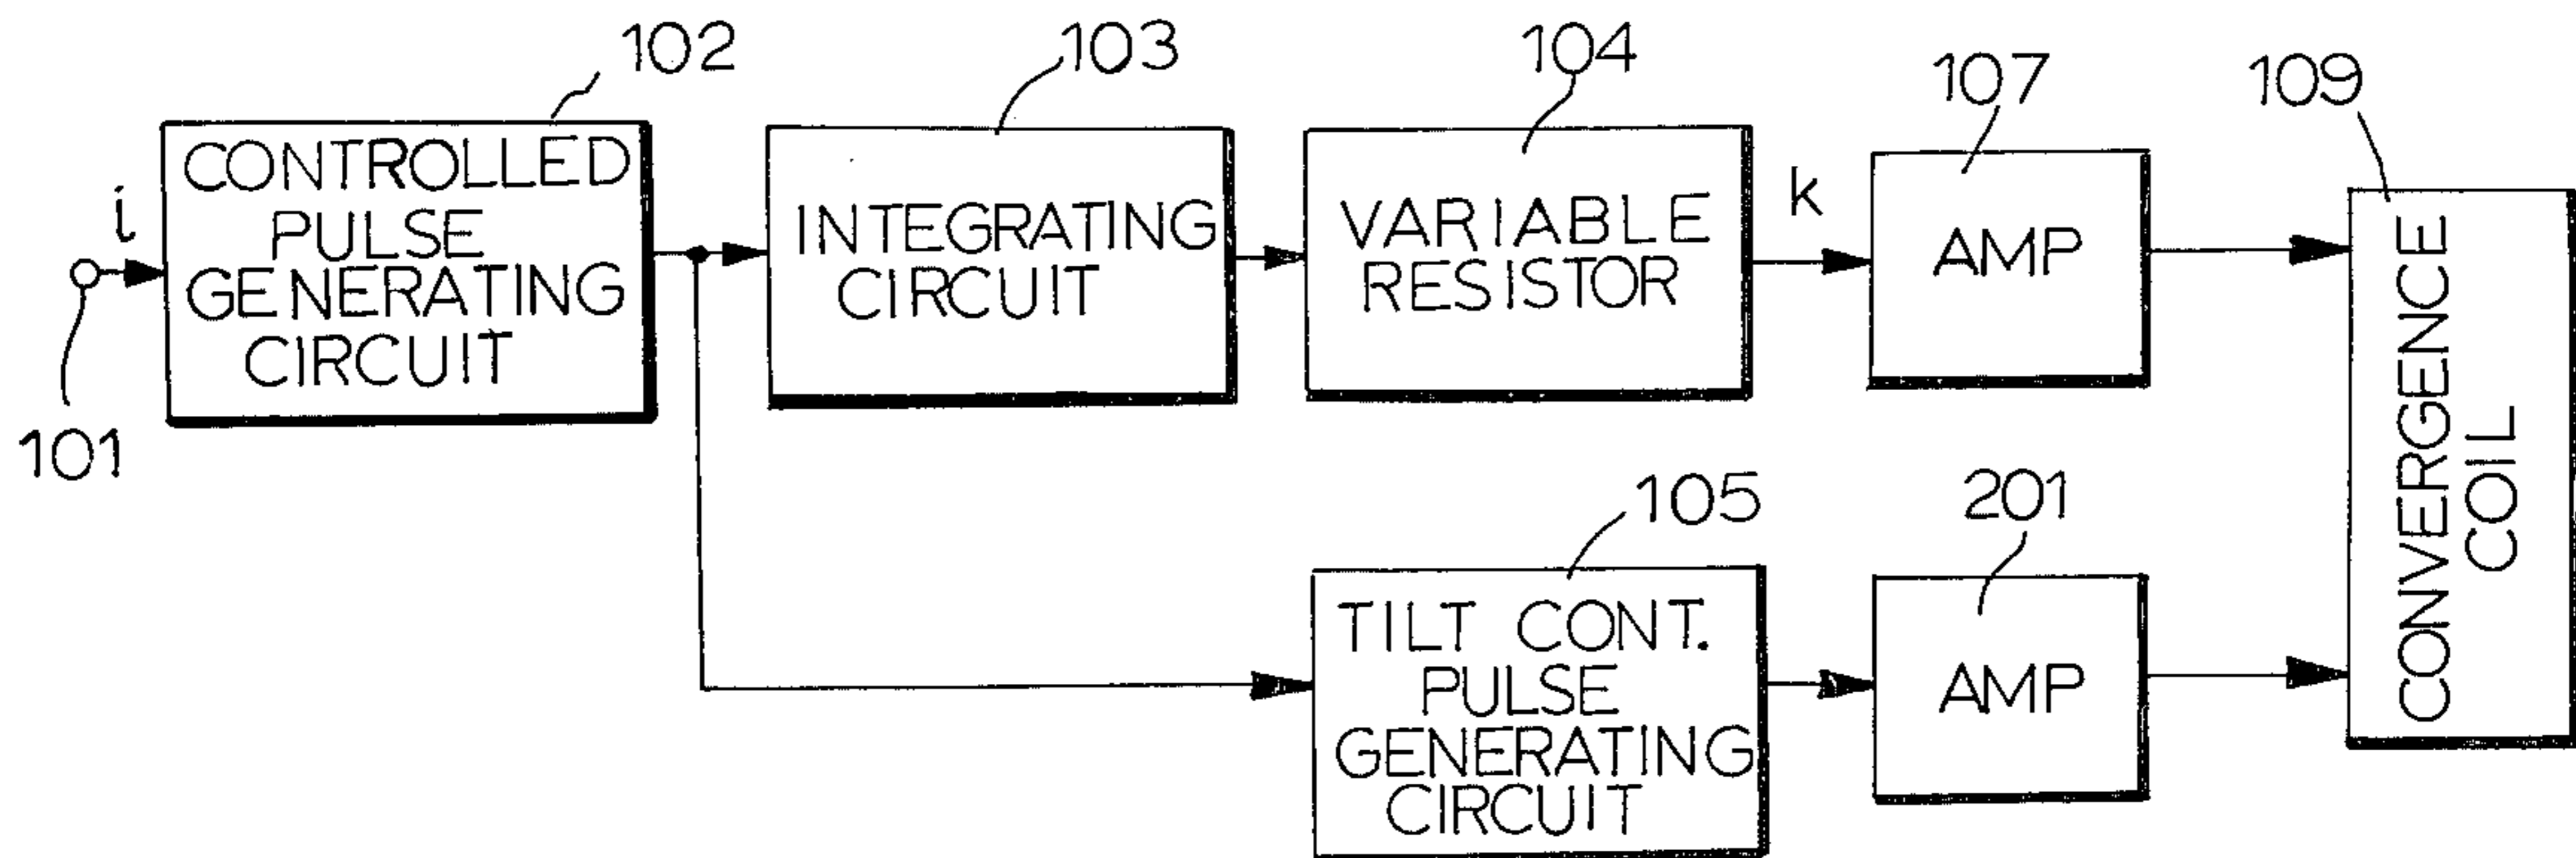 102
103
104
107
109
i
CONTROLLED
PULSE
GENERATING
CIRCUIT
INTEGRATING
CIRCUIT
VARIABLE
RESISTOR
k
AMP
CONVERGENCE
COIL
101
105
201
TILT CONT.
PULSE
GENERATING
CIRCUIT
AMP